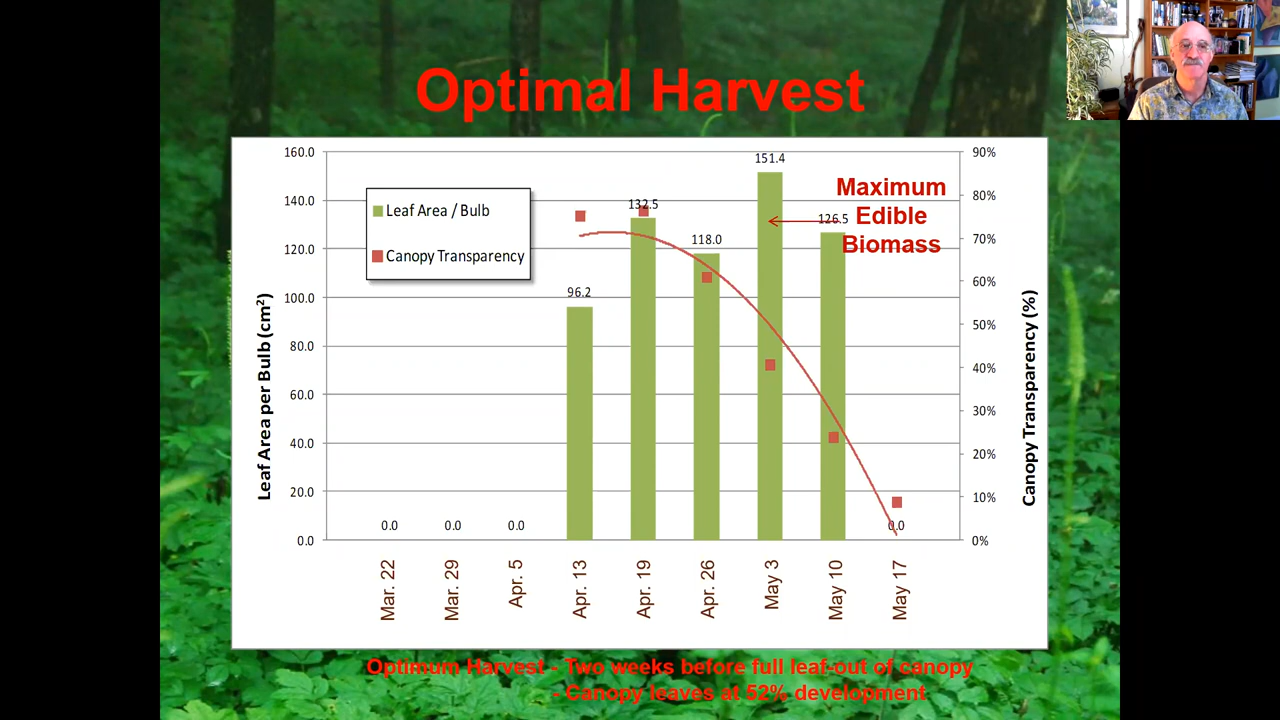 Optimal Harvest
160.0
140.0
120.0
100.0
80.0
60.0
40.0
20.0
0.0
Leaf Area per Bulb (cm²)
Leaf Area / Bulb
Canopy Transparency
0.0
0.0
0.0
96.2
132.5
118.0
151.4
126.5
0.0
Maximum
Edible
Biomass
90%
80%
70%
60%
50%
40%
30%
20%
10%
0%
Canopy Transparency (%)
Mar. 22
Mar. 29
Apr. 5
Apr. 13
Apr. 19
Apr. 26
May 3
May 10
May 17
Optimum Harvest - Two weeks before full leaf-out of canopy
- Canopy leaves at 52% development